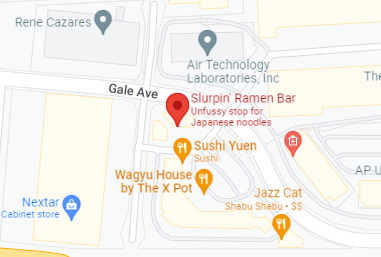 Rene Cazares
Air Technology
Laboratories, Inc
Gale Ave
The
Slurpin' Ramen Bar
Unfussy stop for
Japanese noodles
Sushi Yuen
Sushi
Wagyu House
by The X Pot
AP U
Jazz Cat
Shabu Shabu • $$
Nextar
Cabinet store